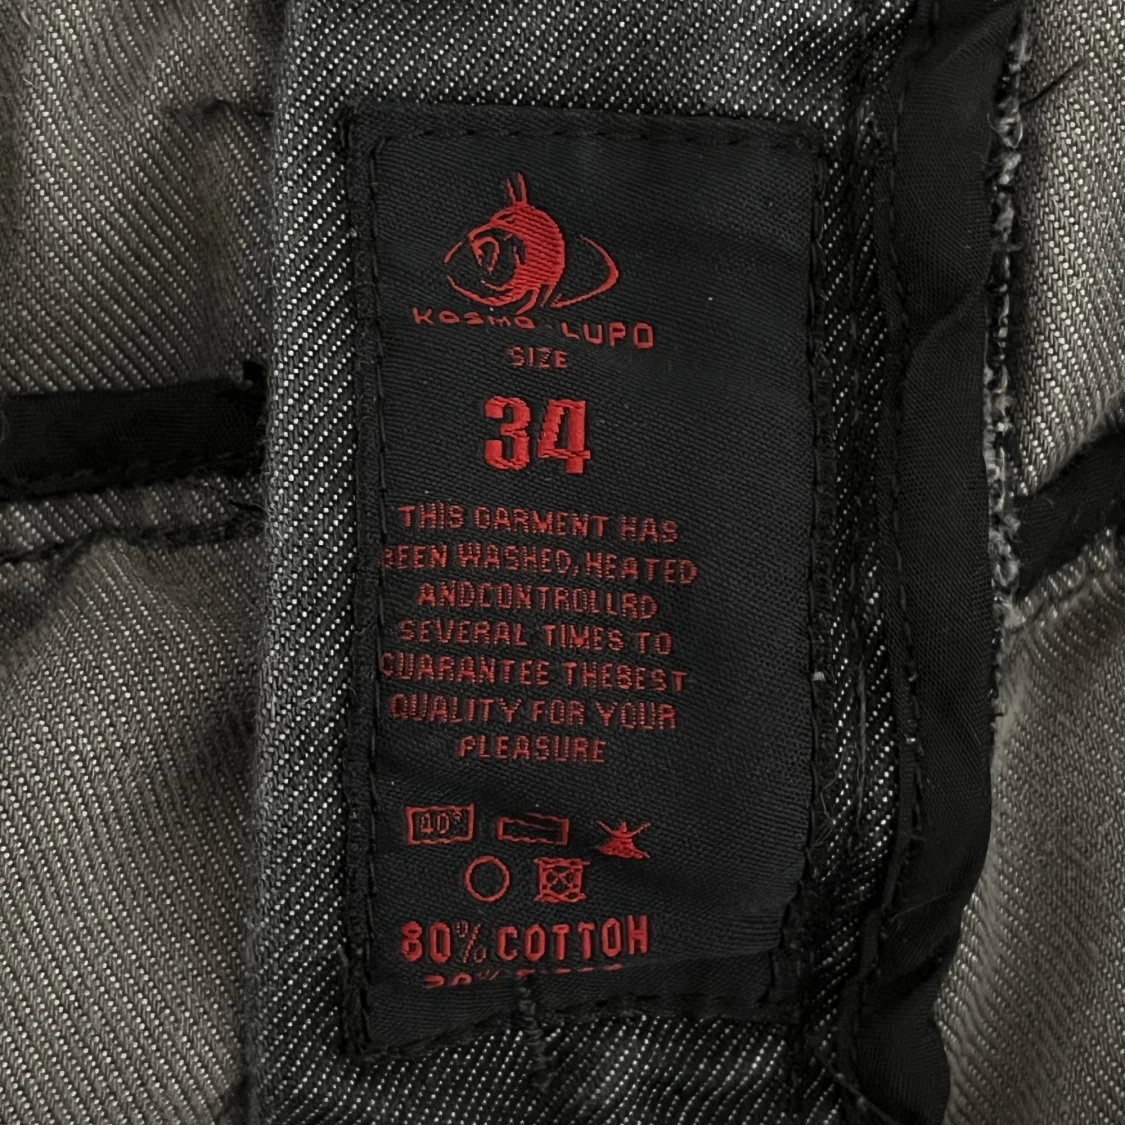 Kosmo LUPO
SIZE
34
THIS GARMENT HAS
BEEN WASHED, HEATED
ANDCONTROLLRD
SEVERAL TIMES TO
GUARANTEE THEBEST
QUALITY FOR YOUR
PLEASURE
40°
80% COTTON